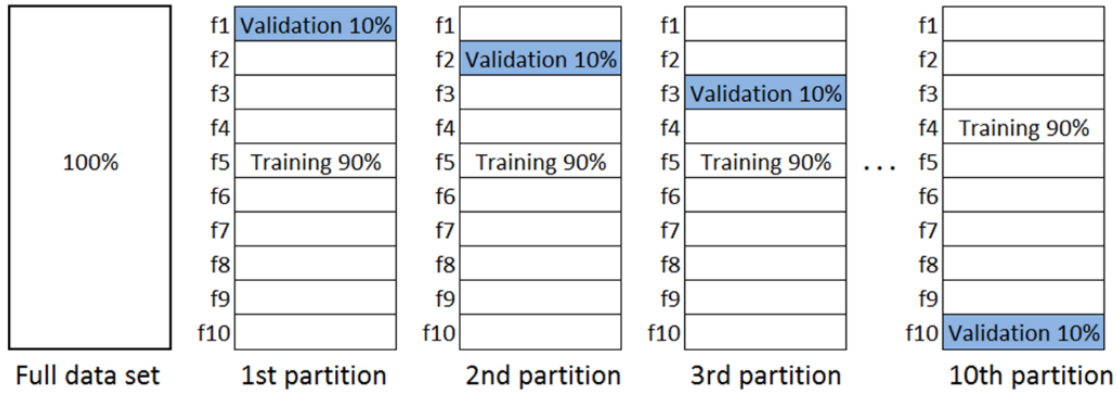 f1 Validation 10% f1 f1 f1
f2 f2 Validation 10% f2 f2
f3 f3 f3 Validation 10% f3
f4 f4 f4 f4 Training 90%
100% f5 Training 90% f5 Training 90% f5 Training 90% ... f5
f6 f6 f6 f6
f7 f7 f7 f7
f8 f8 f8 f8
f9 f9 f9 f9
f10 f10 f10 f10 Validation 10%
Full data set 1st partition 2nd partition 3rd partition 10th partition